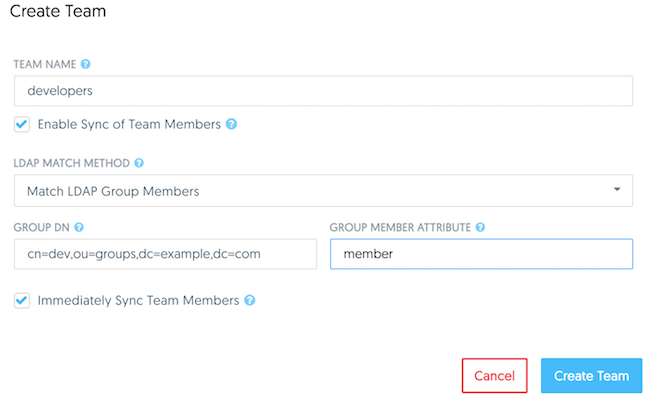 Create Team
TEAM NAME ?
developers
Enable Sync of Team Members ?
LDAP MATCH METHOD ?
Match LDAP Group Members
GROUP DN ? GROUP MEMBER ATTRIBUTE ?
cn=dev,ou=groups,dc=example,dc=com member
Immediately Sync Team Members ?
Cancel Create Team